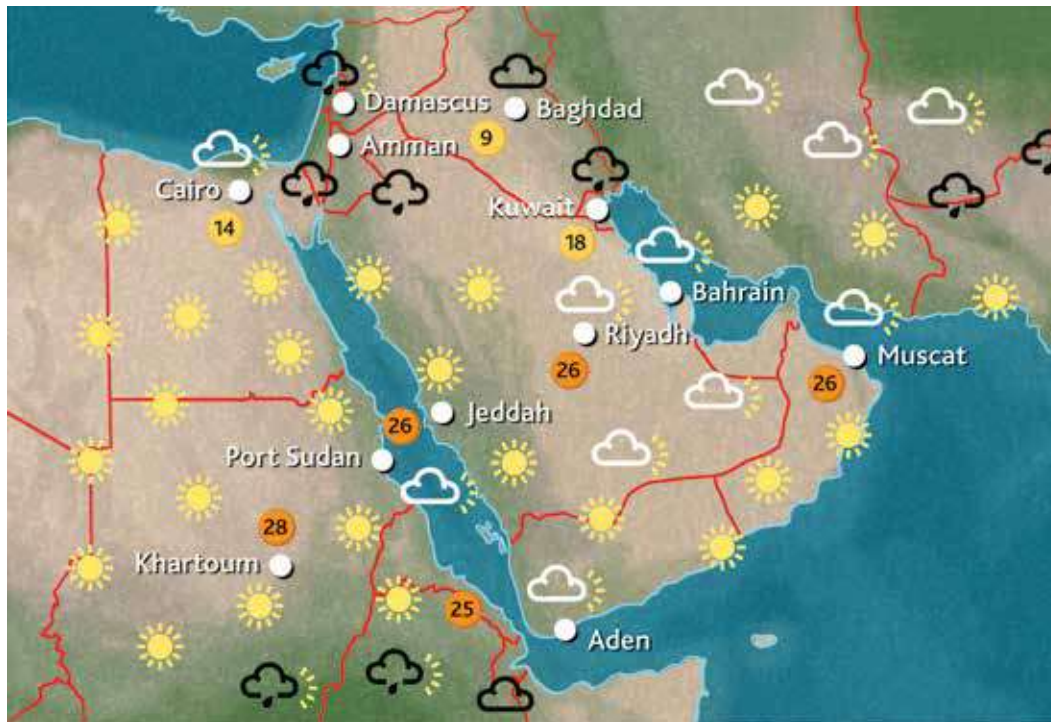 Damascus
Baghdad
9
Amman
Cairo
Kuwait
14
18
Bahrain
Riyadh
Muscat
26
26
Jeddah
26
Port Sudan
28
Khartoum
25
Aden